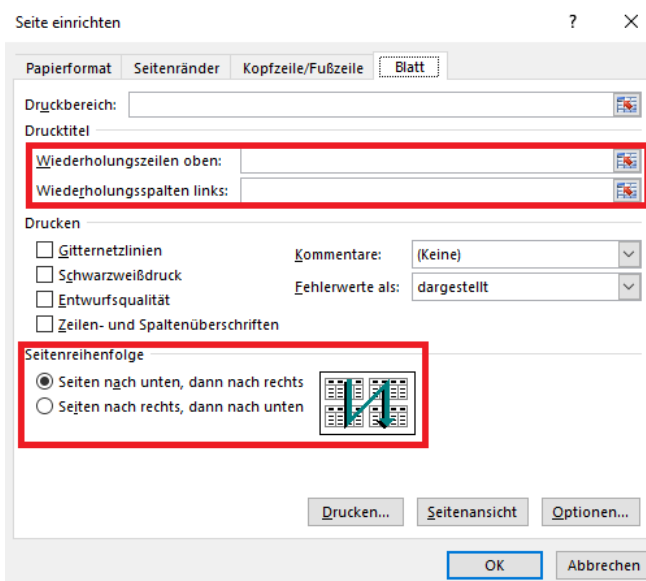 Seite einrichten ? ×
Papierformat Seitenränder Kopfzeile/Fußzeile Blatt
Druckbereich:
Drucktitel
Wiederholungszeilen oben:
Wiederholungsspalten links:
Drucken
Gitternetzlinien Kommentare: (Keine)
Schwarzweißdruck
Fehlerwerte als: dargestellt
Entwurfsqualität
Zeilen- und Spaltenüberschriften
Seitenreihenfolge
Seiten nach unten, dann nach rechts
Seiten nach rechts, dann nach unten
Drucken... Seitenansicht Optionen...
OK Abbrechen